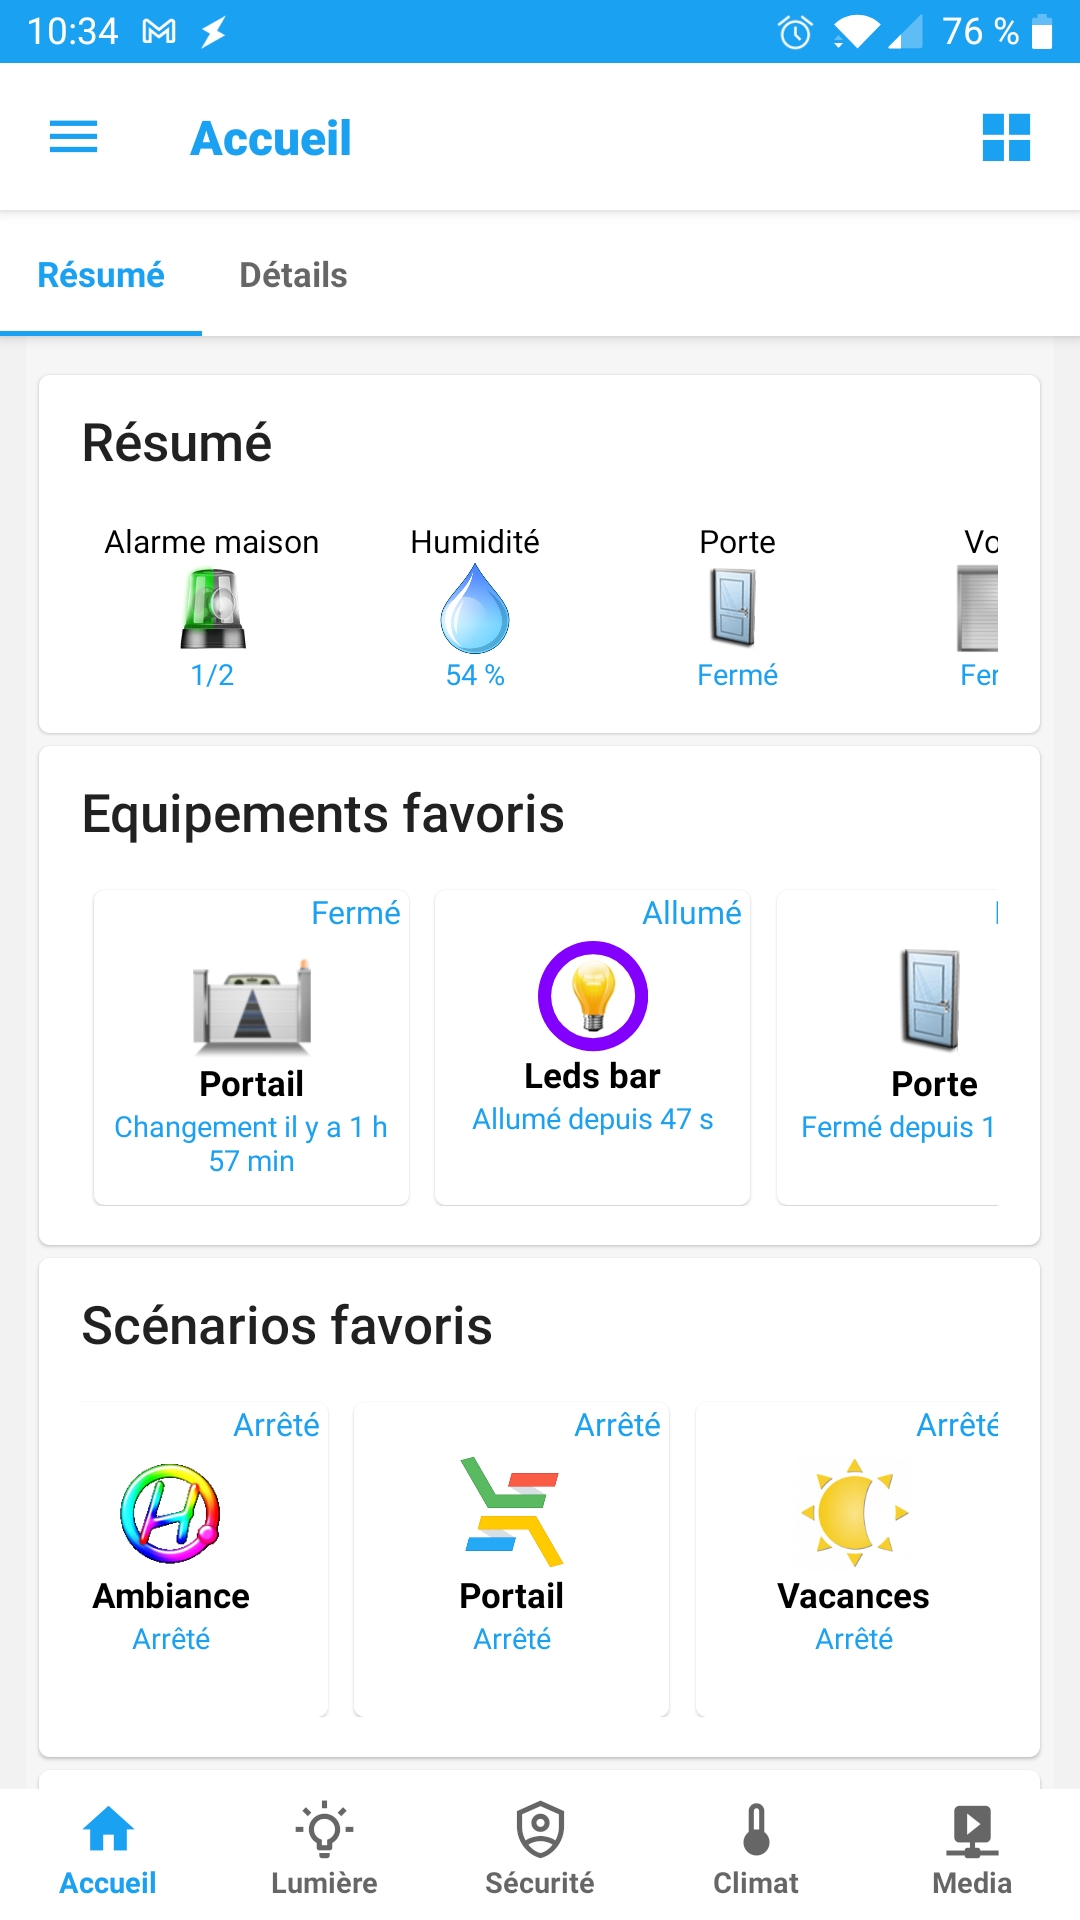 10:34 76 %
Accueil
Résumé Détails
Résumé
Alarme maison Humidité Porte Vo
1/2 54 % Fermé Fer
Equipements favoris
Fermé Allumé
Portail Leds bar Porte
Changement il y a 1 h
57 min
Allumé depuis 47 s
Fermé depuis 1
Scénarios favoris
Arrêté Arrêté Arrêté
Ambiance Portail Vacances
Arrêté Arrêté Arrêté
Accueil Lumière Sécurité Climat Media